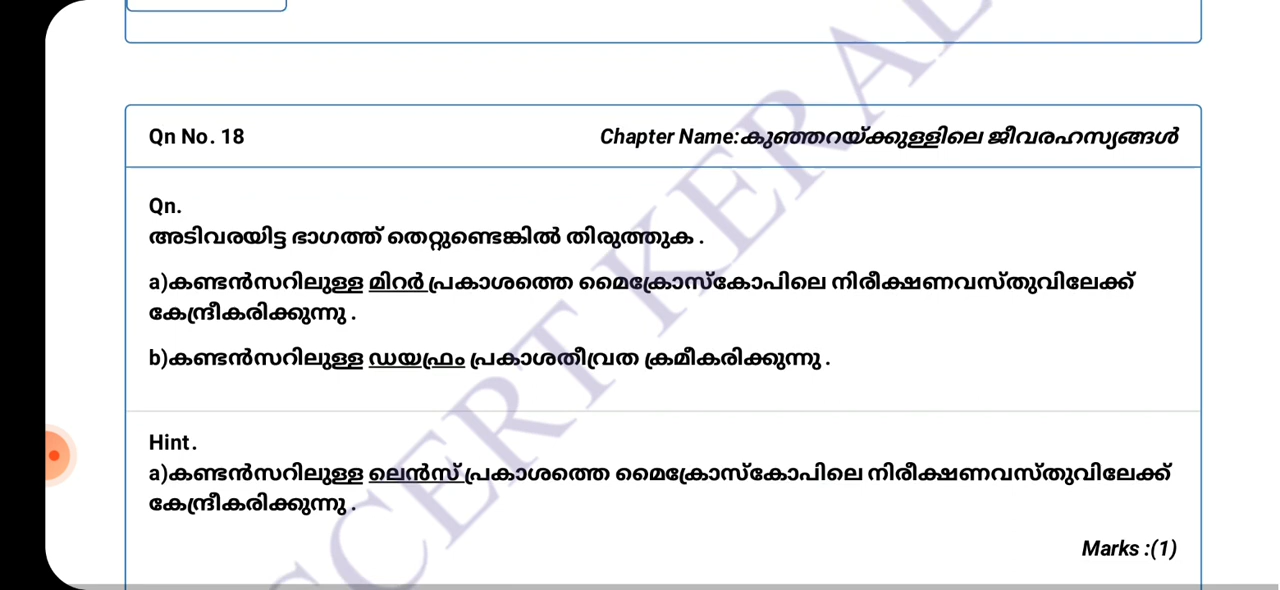 Qn No. 18
Chapter Name:കുഞ്ഞറയ്ക്കുള്ളിലെ ജീവരഹസ്യങ്ങൾ
Qn.
അടിവരയിട്ട ഭാഗത്ത് തെറ്റുണ്ടെങ്കിൽ തിരുത്തുക .
a)കണ്ടൻസറിലുള്ള മിറർ പ്രകാശത്തെ മൈക്രോസ്കോപിലെ നിരീക്ഷണവസ്തുവിലേക്ക്
കേന്ദ്രീകരിക്കുന്നു .
b)കണ്ടൻസറിലുള്ള ഡയഫ്രം പ്രകാശതീവ്രത ക്രമീകരിക്കുന്നു .
Hint.
a)കണ്ടൻസറിലുള്ള ലെൻസ് പ്രകാശത്തെ മൈക്രോസ്കോപിലെ നിരീക്ഷണവസ്തുവിലേക്ക്
കേന്ദ്രീകരിക്കുന്നു .
Marks :(1)
SCERT KERAL